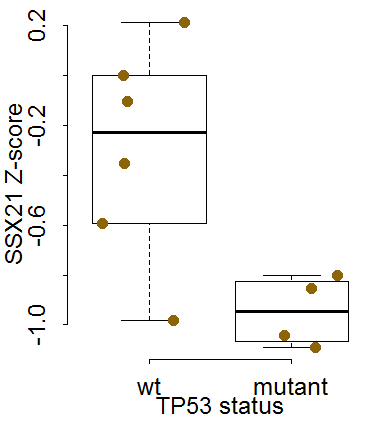 SSX21 Z-score
0.2
-0.2
-0.6
-1.0
wt mutant
TP53 status